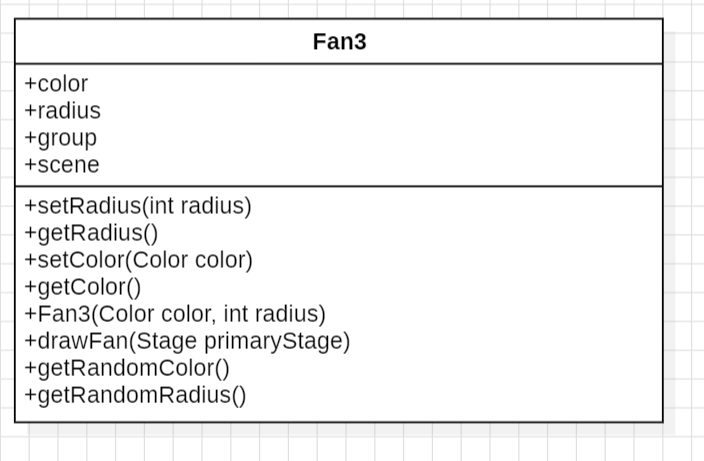 Fan3
+color
+radius
+group
+scene
+setRadius(int radius)
+getRadius()
+setColor(Color color)
+getColor()
+Fan3(Color color, int radius)
+drawFan(Stage primaryStage)
+getRandomColor()
+getRandomRadius()